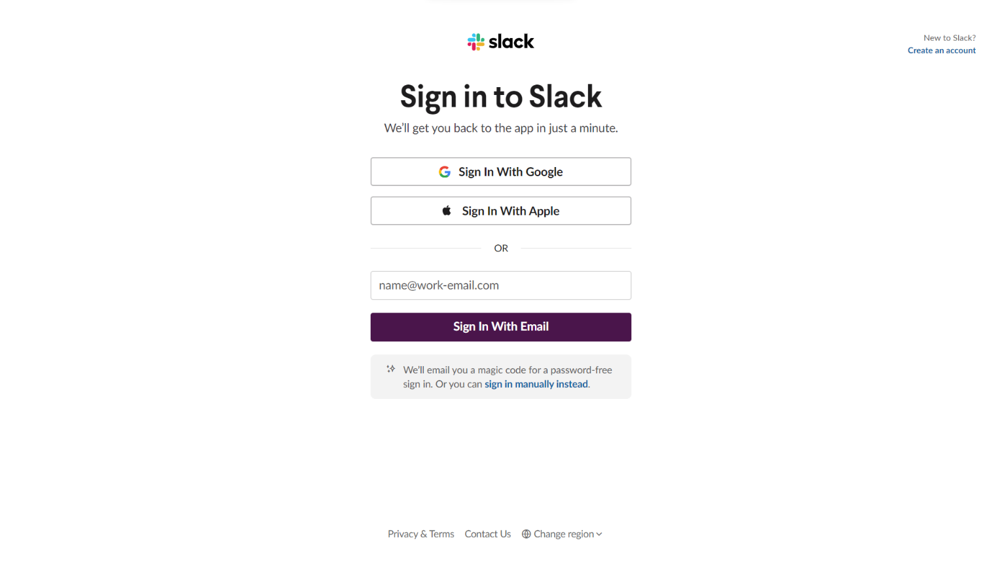 slack
New to Slack?
Create an account
Sign in to Slack
We'll get you back to the app in just a minute.
Sign In With Google
Sign In With Apple
OR
name@work-email.com
Sign In With Email
We'll email you a magic code for a password-free
sign in. Or you can sign in manually instead.
Privacy & Terms Contact Us Change region